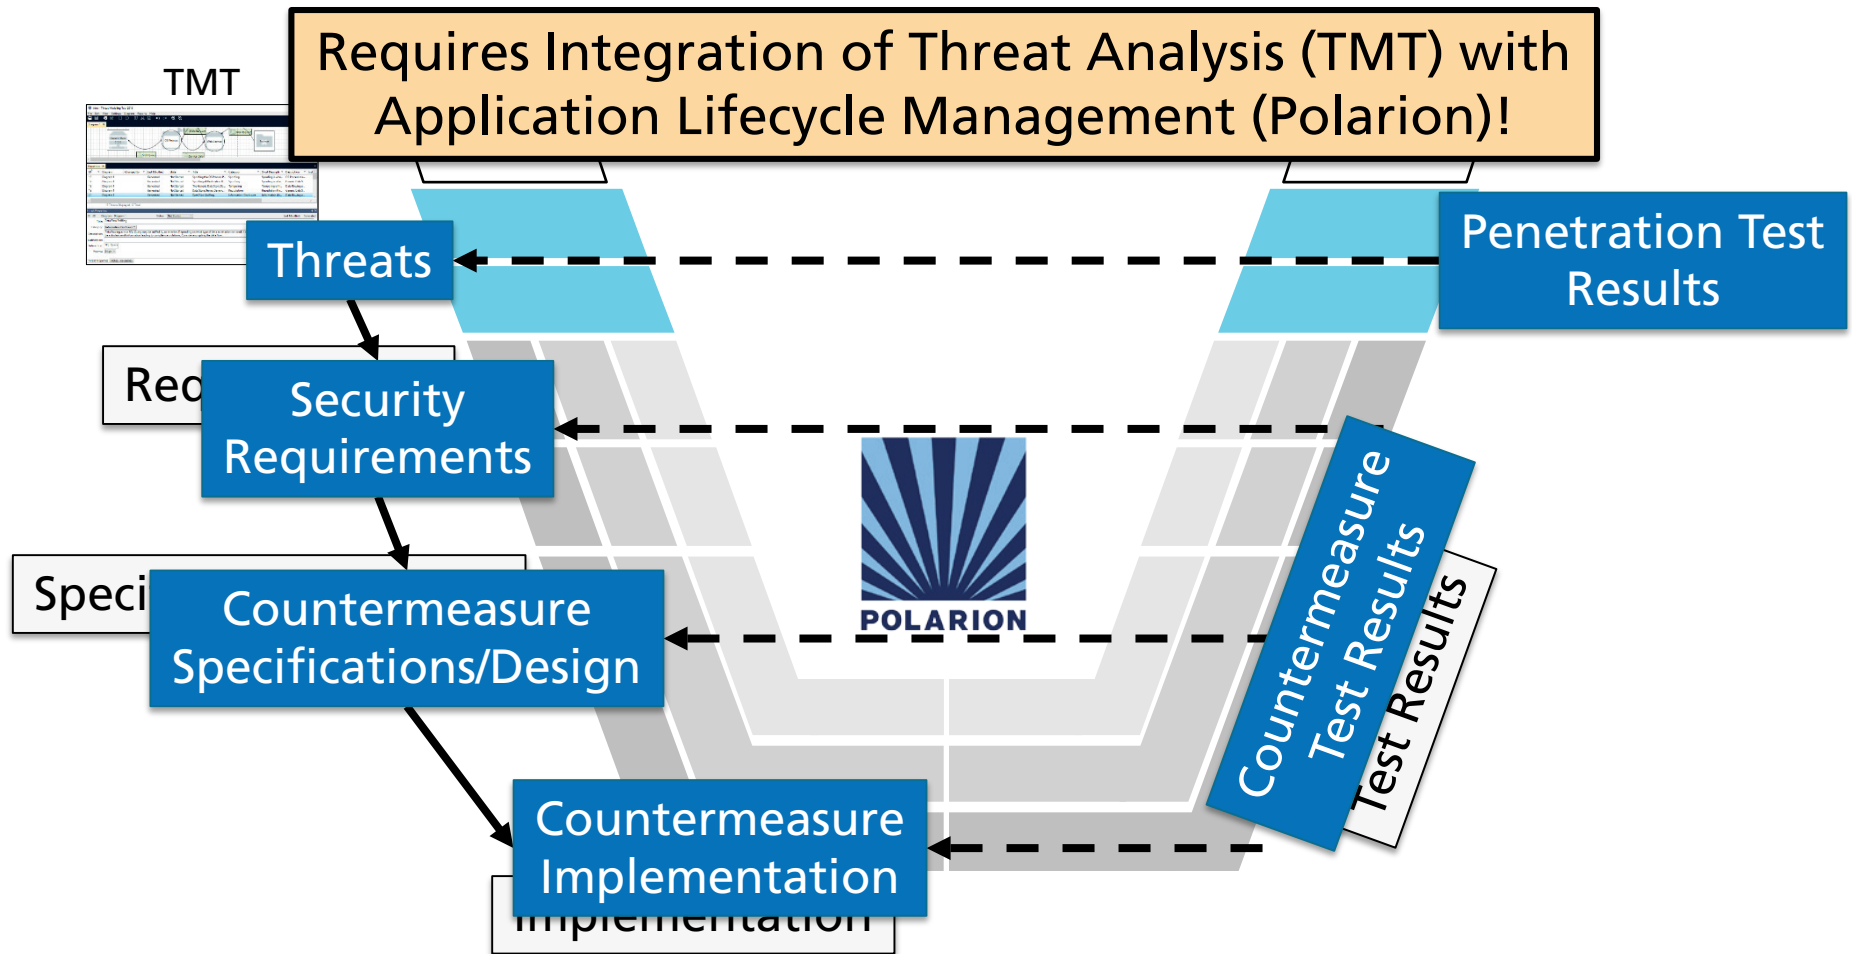 Requires Integration of Threat Analysis (TMT) with
Application Lifecycle Management (Polarion)!
TMT
Threats
Penetration Test
Results
Req
Security
Requirements
Speci
Countermeasure
Specifications/Design
POLARION
Countermeasure
Test Results
Test Results
Countermeasure
Implementation
Implementation